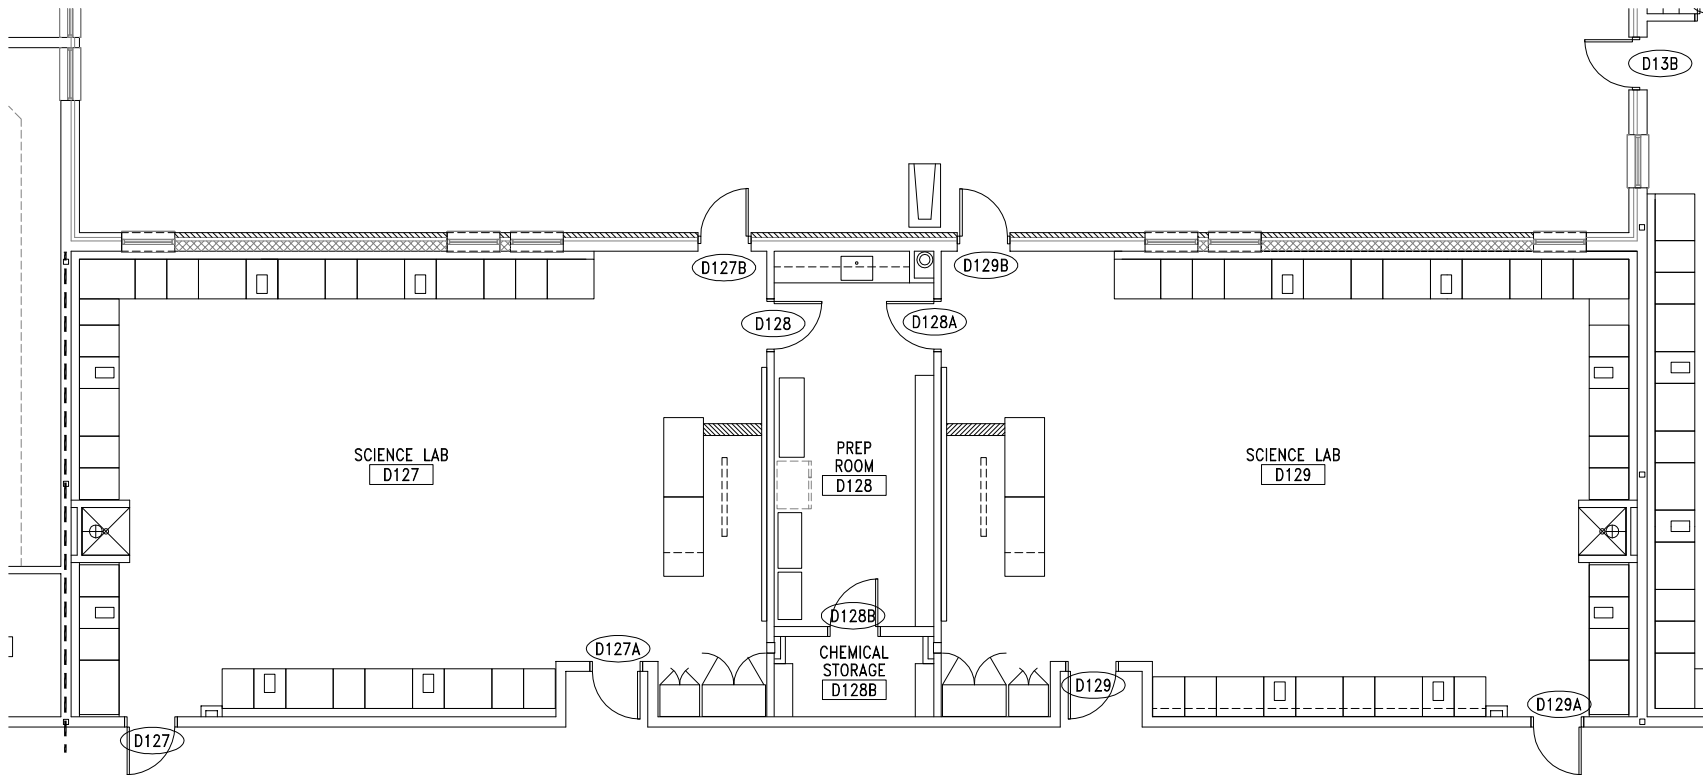 D13B
D127B
D129B
D128
D128A
SCIENCE LAB
D127
PREP
ROOM
D128
SCIENCE LAB
D129
D128B
D127A
CHEMICAL
STORAGE
D128B
D129
D129A
D127